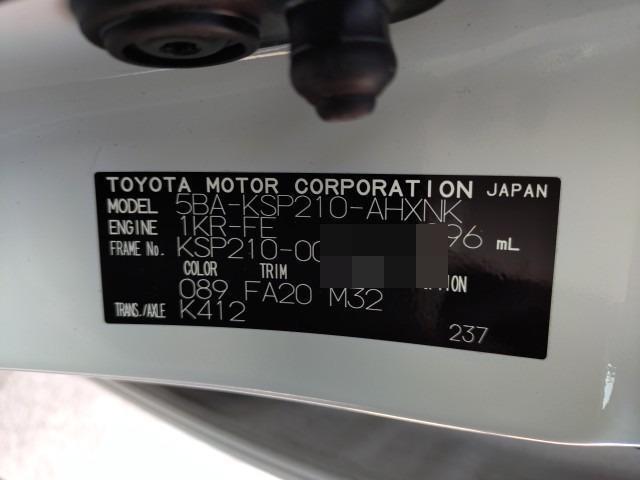 TOYOTA MOTOR CORPORATION JAPAN
MODEL 5BA-KSP210-AHXNK
ENGINE 1KR-FE 996 mL
FRAME No. KSP210-00
COLOR TRIM
089 FA20 M32
TRANS./AXLE K412
237